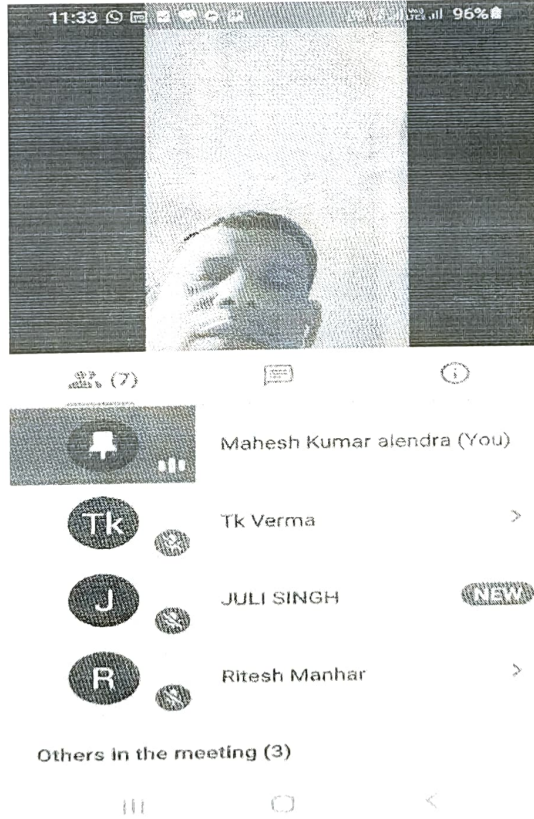 11:33 96%
(7)
Mahesh Kumar alendra (You)
Tk Tk Verma
J JULI SINGH NEW
R Ritesh Manhar
Others in the meeting (3)